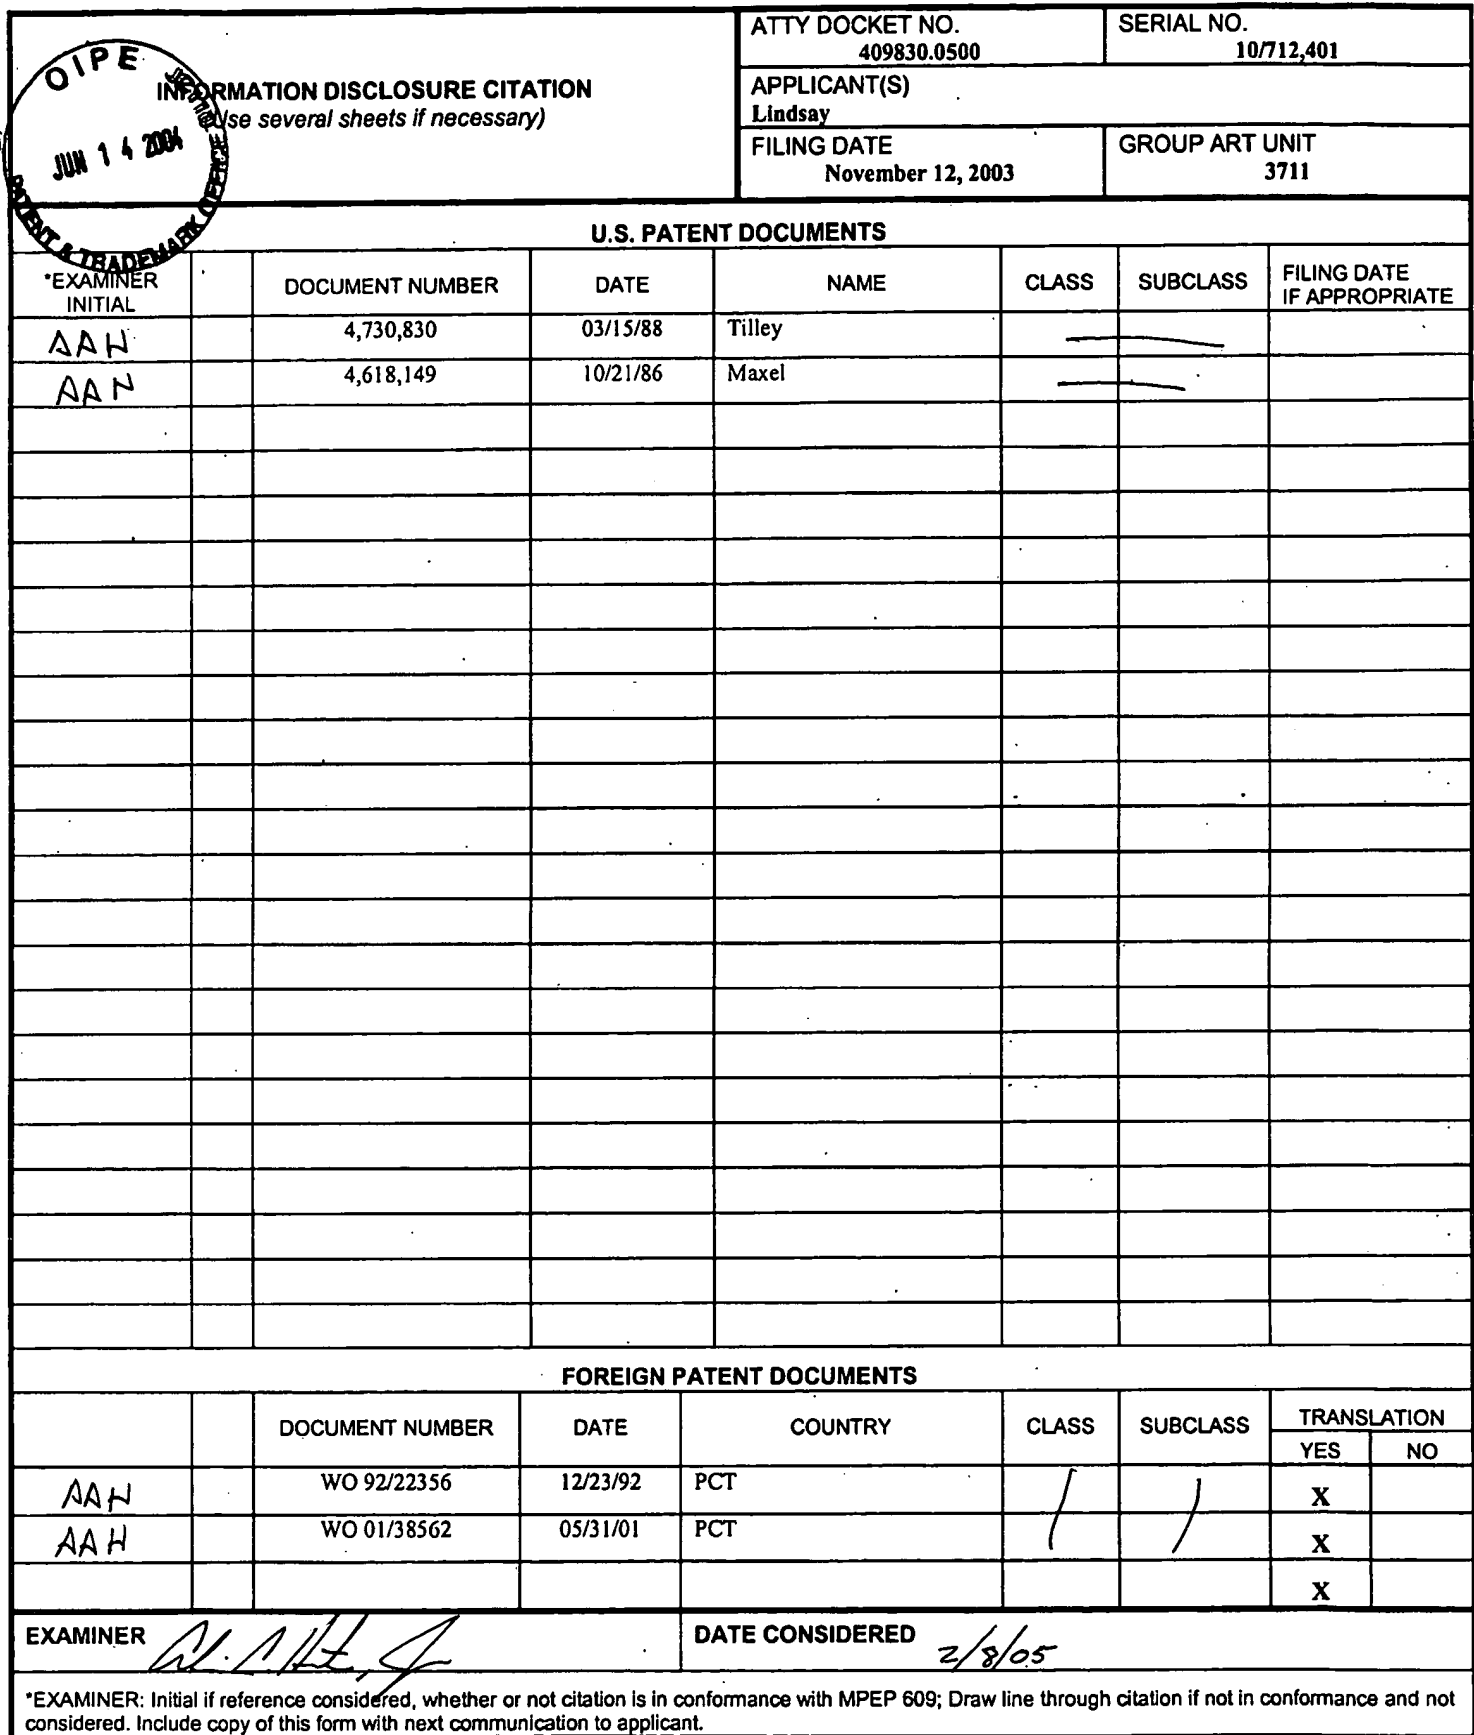 ATTY DOCKET NO.
409830.0500
SERIAL NO.
10/712,401
OIPE
JUN 14 2004
PATENT & TRADEMARK OFFICE
INFORMATION DISCLOSURE CITATION
(Use several sheets if necessary)
APPLICANT(S)
Lindsay
FILING DATE
November 12, 2003
GROUP ART UNIT
3711
U.S. PATENT DOCUMENTS
*EXAMINER INITIAL DOCUMENT NUMBER DATE NAME CLASS SUBCLASS FILING DATE IF APPROPRIATE
AAH 4,730,830 03/15/88 Tilley
AAH 4,618,149 10/21/86 Maxel
FOREIGN PATENT DOCUMENTS
DOCUMENT NUMBER DATE COUNTRY CLASS SUBCLASS TRANSLATION
YES NO
AAH WO 92/22356 12/23/92 PCT X
AAH WO 01/38562 05/31/01 PCT X
X
EXAMINER DATE CONSIDERED 2/8/05
*EXAMINER: Initial if reference considered, whether or not citation is in conformance with MPEP 609; Draw line through citation if not in conformance and not
considered. Include copy of this form with next communication to applicant.